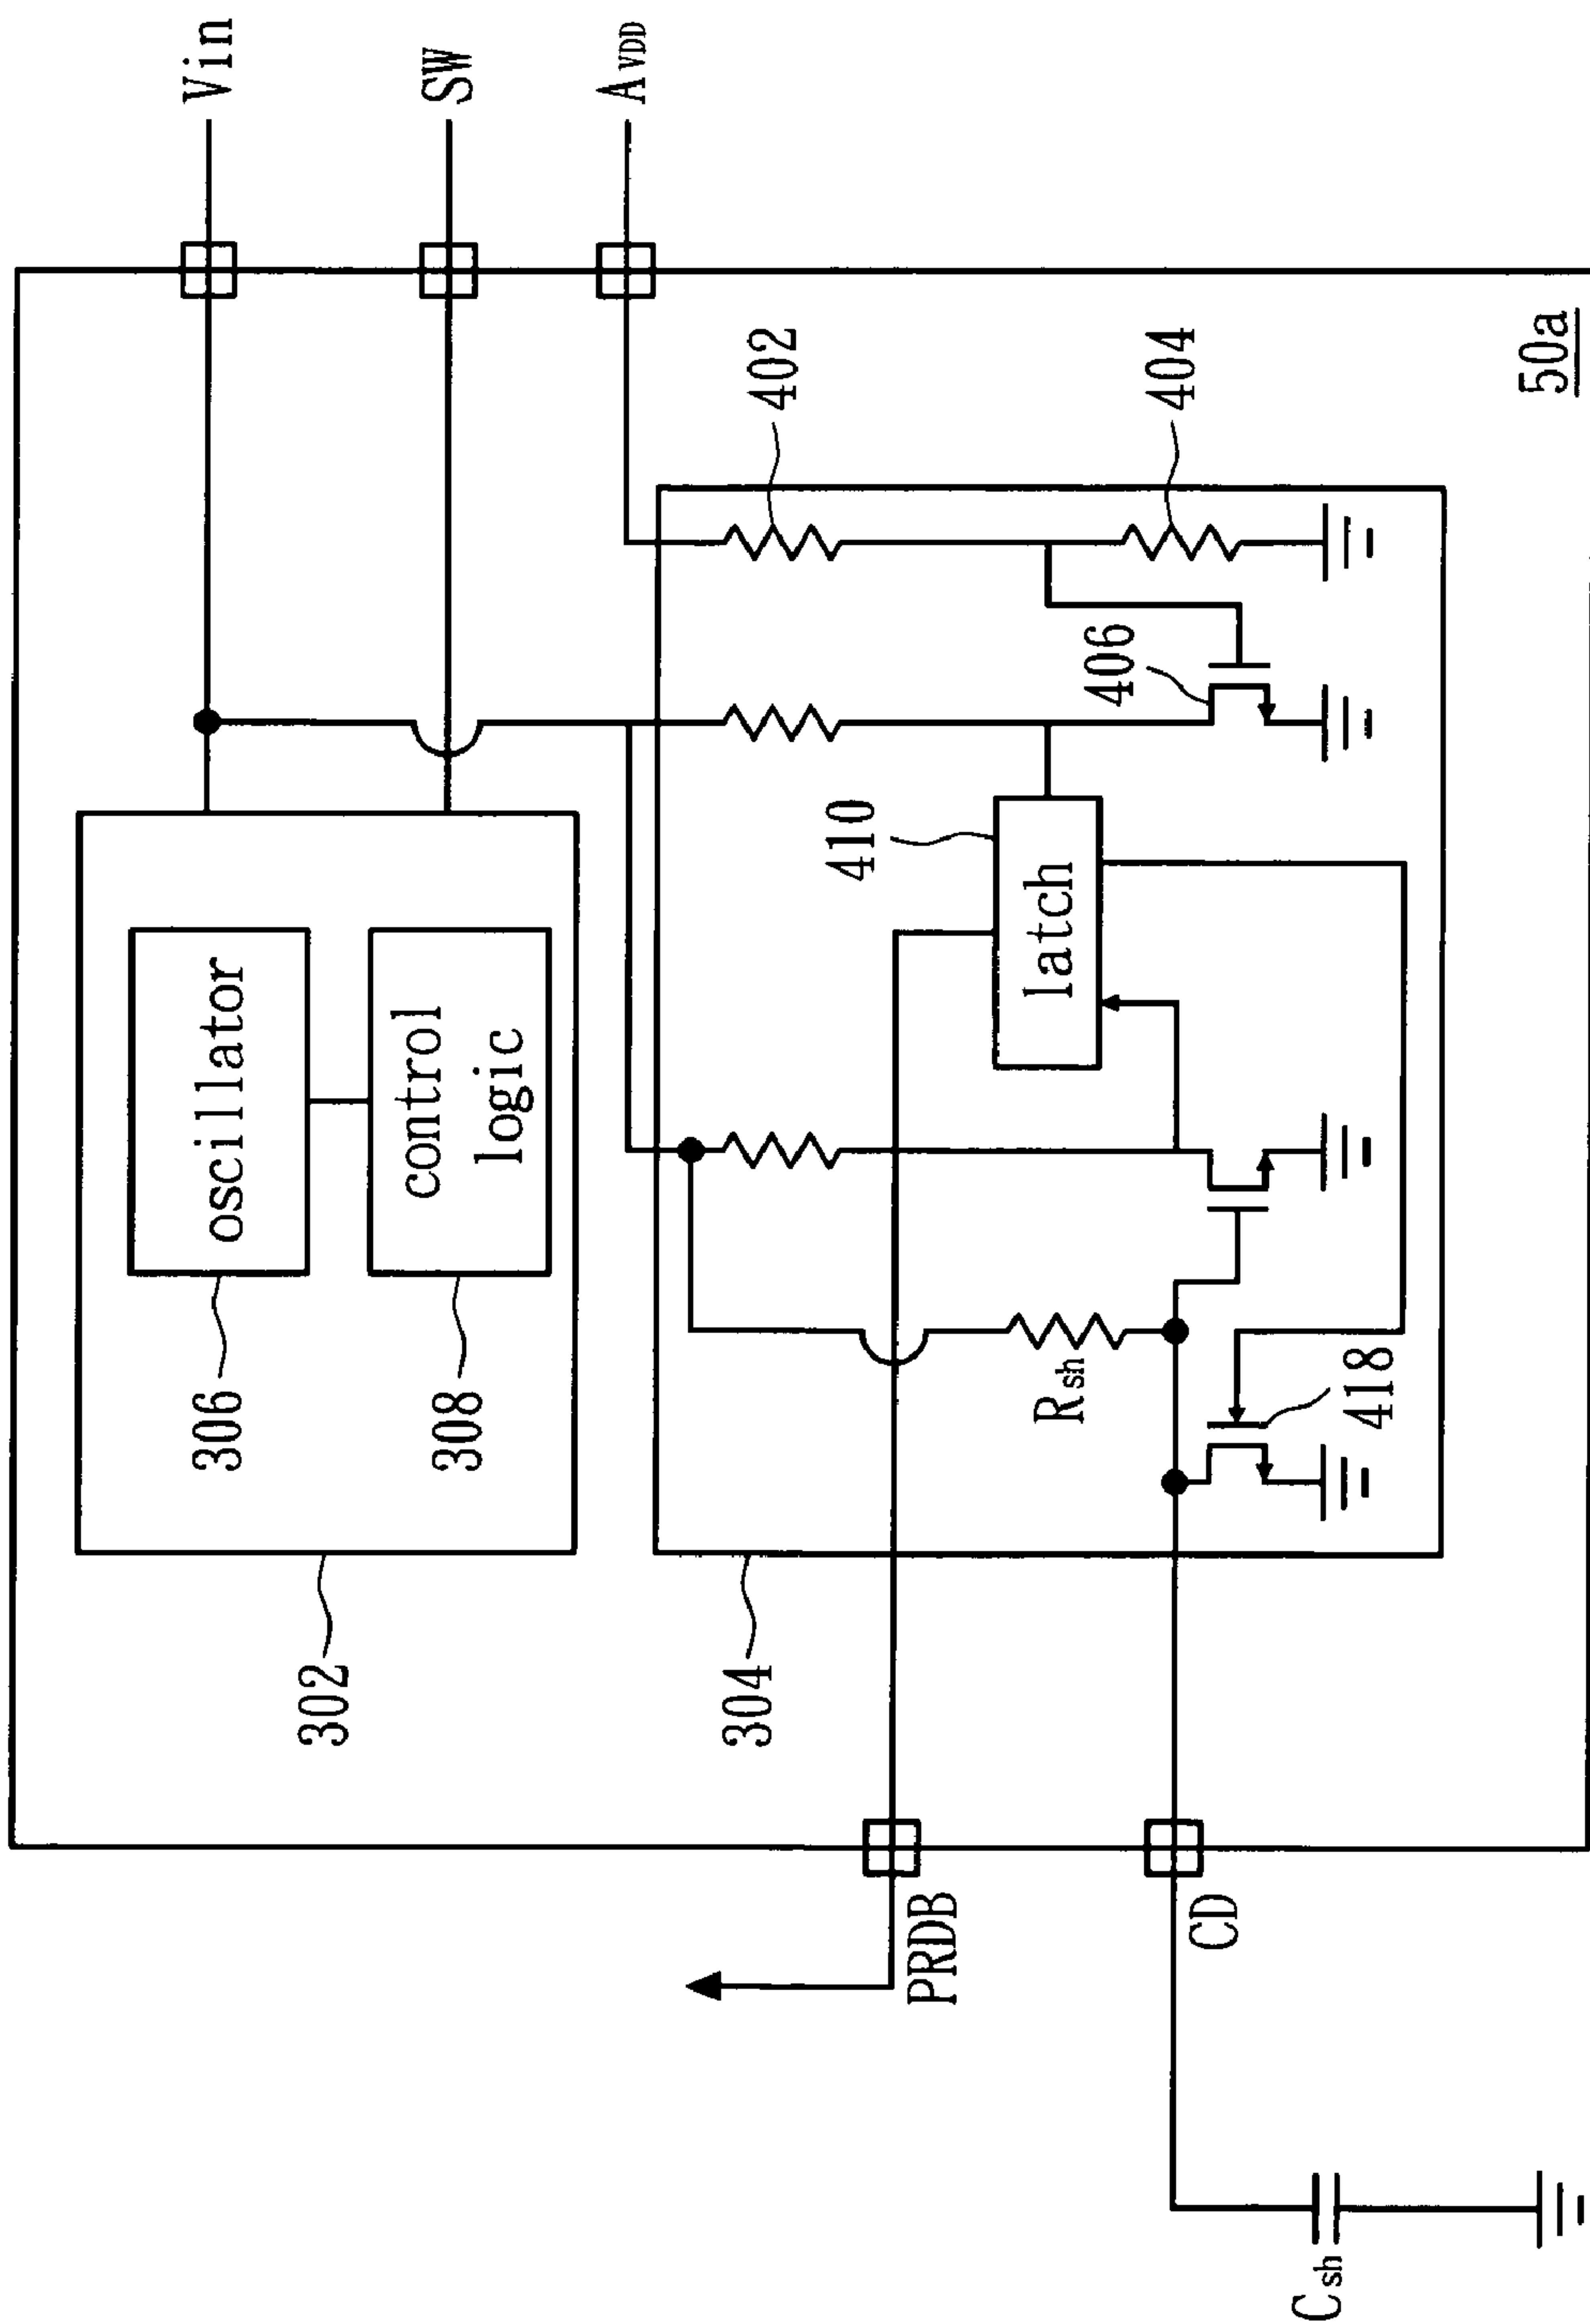 Vin
SW
AVDD
302
306
oscillator
308
control
logic
304
402
404
406
410
latch
Rsh
418
PRDB
CD
Csh
50a